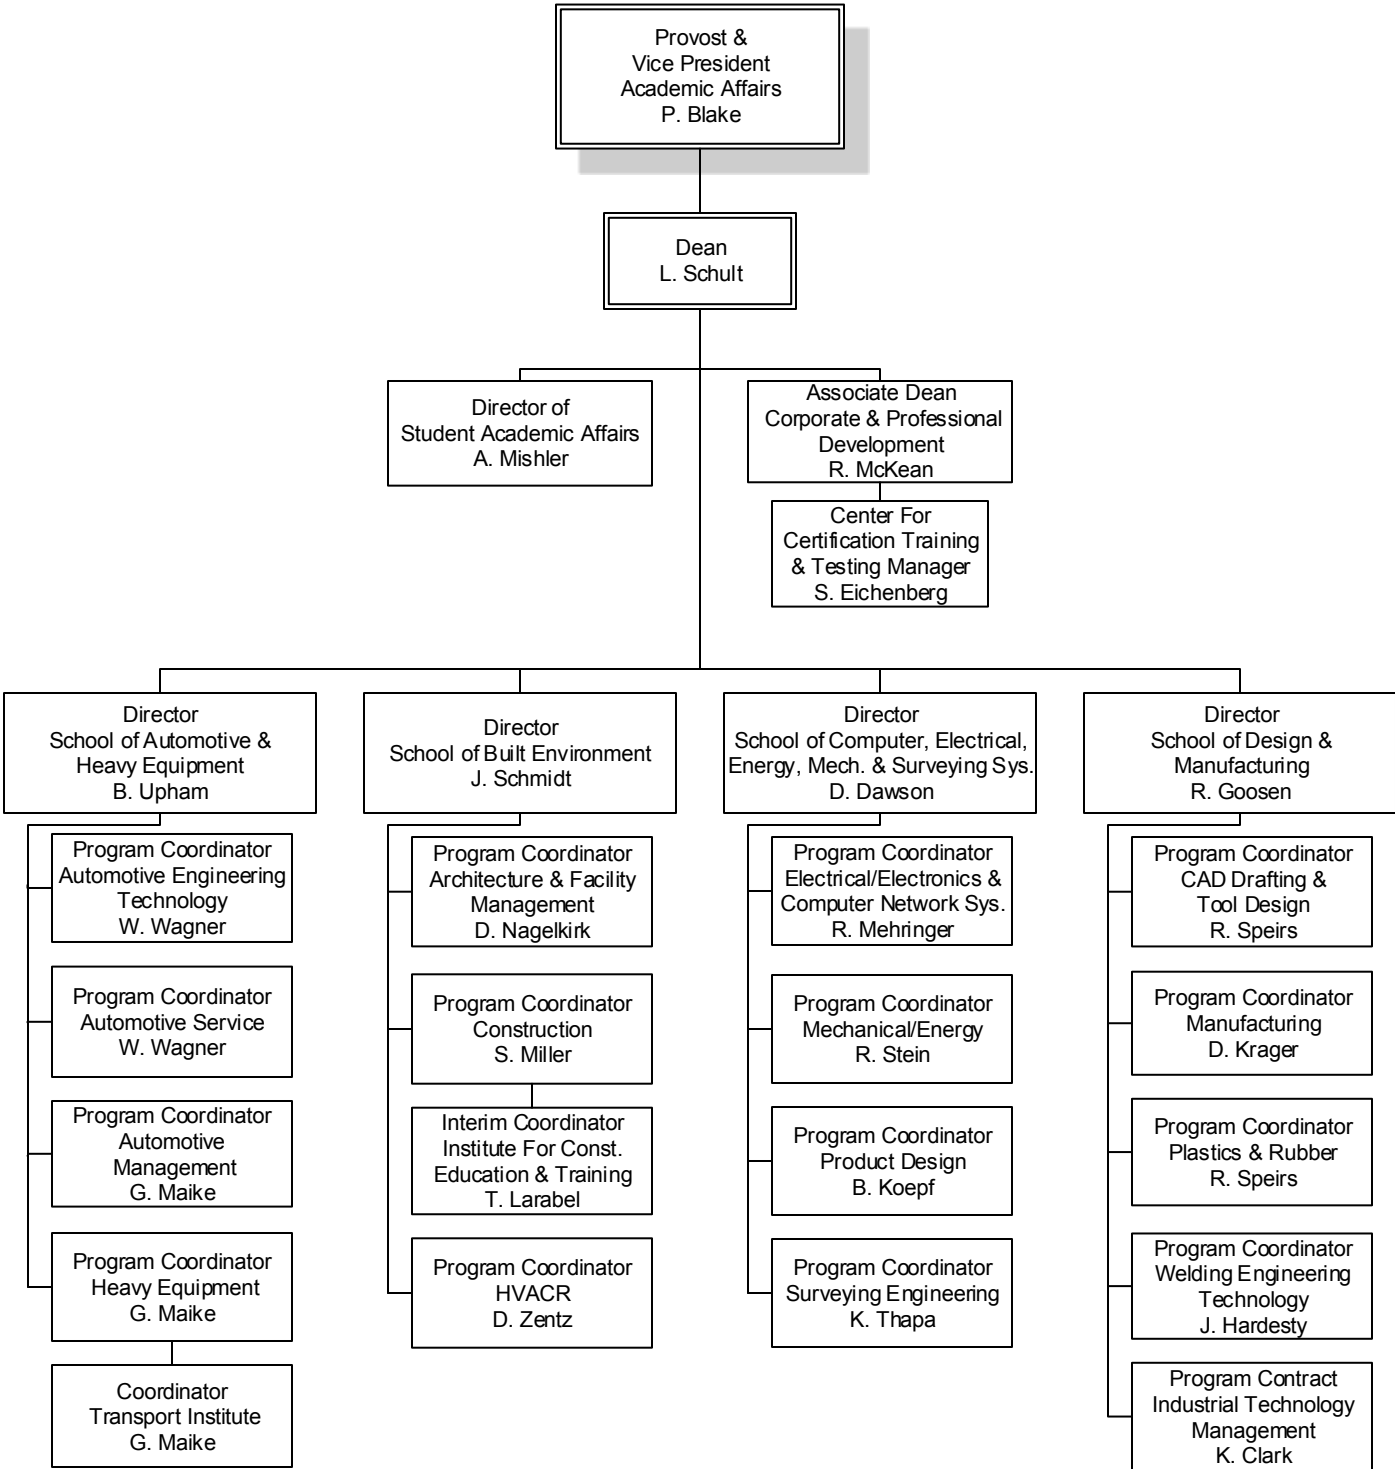 Provost &
Vice President
Academic Affairs
P. Blake
Dean
L. Schult
Director of
Student Academic Affairs
A. Mishler
Associate Dean
Corporate & Professional
Development
R. McKean
Center For
Certification Training
& Testing Manager
S. Eichenberg
Director
School of Automotive &
Heavy Equipment
B. Upham
Program Coordinator
Automotive Engineering
Technology
W. Wagner
Program Coordinator
Automotive Service
W. Wagner
Program Coordinator
Automotive
Management
G. Maike
Program Coordinator
Heavy Equipment
G. Maike
Coordinator
Transport Institute
G. Maike
Director
School of Built Environment
J. Schmidt
Program Coordinator
Architecture & Facility
Management
D. Nagelkirk
Program Coordinator
Construction
S. Miller
Interim Coordinator
Institute For Const.
Education & Training
T. Larabel
Program Coordinator
HVACR
D. Zentz
Director
School of Computer, Electrical,
Energy, Mech. & Surveying Sys.
D. Dawson
Program Coordinator
Electrical/Electronics &
Computer Network Sys.
R. Mehringer
Program Coordinator
Mechanical/Energy
R. Stein
Program Coordinator
Product Design
B. Koepf
Program Coordinator
Surveying Engineering
K. Thapa
Director
School of Design &
Manufacturing
R. Goosen
Program Coordinator
CAD Drafting &
Tool Design
R. Speirs
Program Coordinator
Manufacturing
D. Krager
Program Coordinator
Plastics & Rubber
R. Speirs
Program Coordinator
Welding Engineering
Technology
J. Hardesty
Program Contract
Industrial Technology
Management
K. Clark